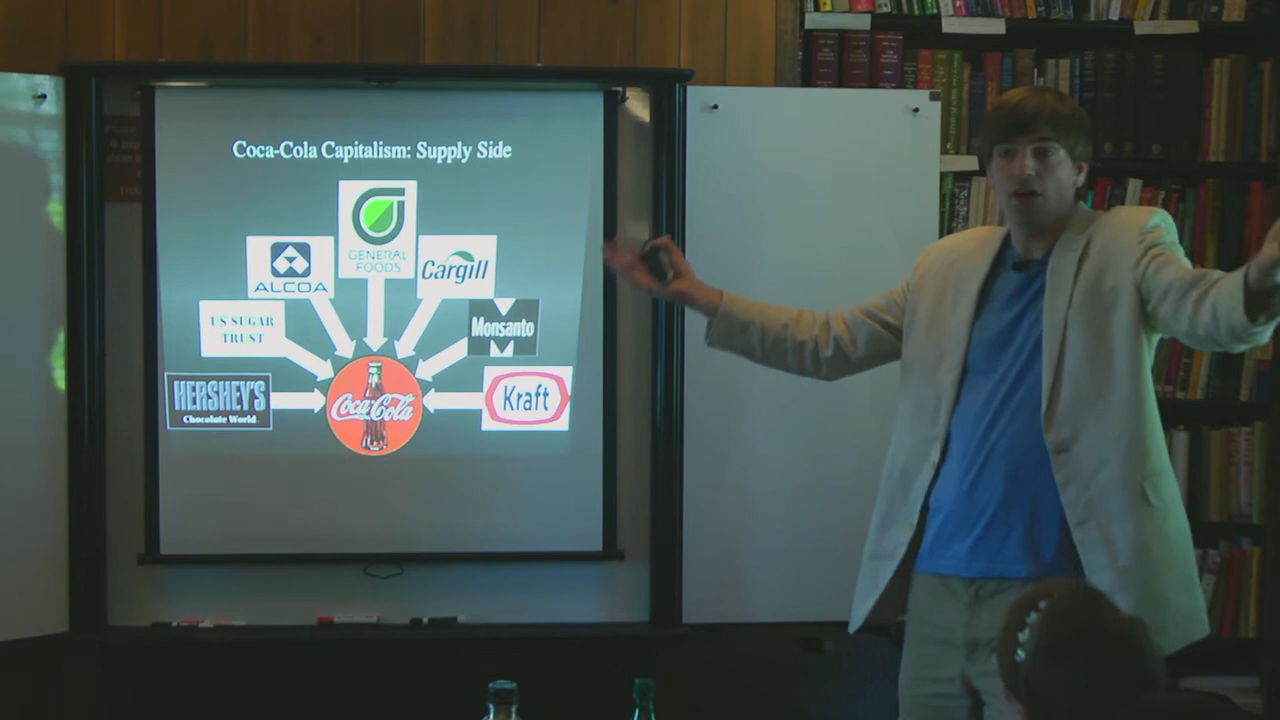 Coca-Cola Capitalism: Supply Side
GENERAL
FOODS
ALCOA
Cargill
US SUGAR
TRUST
Monsanto
HERSHEY'S
Chocolate World
Coca-Cola
Kraft